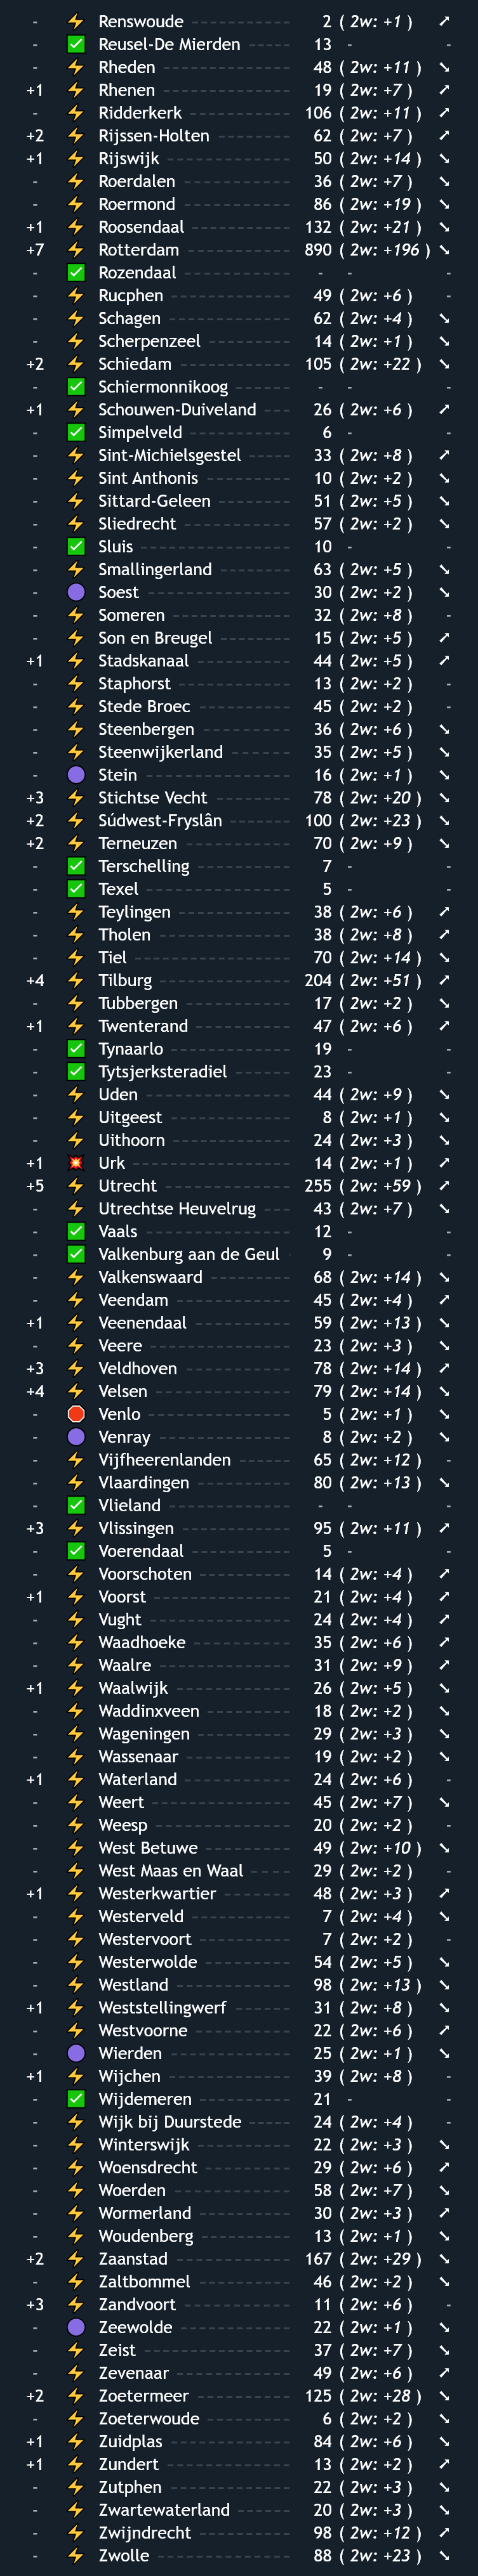 - ⚡ Renswoude 2 ( 2w: +1 ) ➚
- ✅ Reusel-De Mierden 13 - -
- ⚡ Rheden 48 ( 2w: +11 ) ➘
+1 ⚡ Rhenen 19 ( 2w: +7 ) ➚
- ⚡ Ridderkerk 106 ( 2w: +11 ) ➚
+2 ⚡ Rijssen-Holten 62 ( 2w: +7 ) ➚
+1 ⚡ Rijswijk 50 ( 2w: +14 ) ➘
- ⚡ Roerdalen 36 ( 2w: +7 ) ➘
- ⚡ Roermond 86 ( 2w: +19 ) ➘
+1 ⚡ Roosendaal 132 ( 2w: +21 ) ➘
+7 ⚡ Rotterdam 890 ( 2w: +196 ) ➘
- ✅ Rozendaal - - -
- ⚡ Rucphen 49 ( 2w: +6 ) -
- ⚡ Schagen 62 ( 2w: +4 ) ➘
- ⚡ Scherpenzeel 14 ( 2w: +1 ) ➘
+2 ⚡ Schiedam 105 ( 2w: +22 ) ➘
- ✅ Schiermonnikoog - - -
+1 ⚡ Schouwen-Duiveland 26 ( 2w: +6 ) ➚
- ✅ Simpelveld 6 - -
- ⚡ Sint-Michielsgestel 33 ( 2w: +8 ) ➚
- ⚡ Sint Anthonis 10 ( 2w: +2 ) ➘
- ⚡ Sittard-Geleen 51 ( 2w: +5 ) ➘
- ⚡ Sliedrecht 57 ( 2w: +2 ) ➘
- ✅ Sluis 10 - -
- ⚡ Smallingerland 63 ( 2w: +5 ) ➘
- 🟣 Soest 30 ( 2w: +2 ) ➘
- ⚡ Someren 32 ( 2w: +8 ) -
- ⚡ Son en Breugel 15 ( 2w: +5 ) ➚
+1 ⚡ Stadskanaal 44 ( 2w: +5 ) ➚
- ⚡ Staphorst 13 ( 2w: +2 ) -
- ⚡ Stede Broec 45 ( 2w: +2 ) -
- ⚡ Steenbergen 36 ( 2w: +6 ) ➘
- ⚡ Steenwijkerland 35 ( 2w: +5 ) ➘
- 🟣 Stein 16 ( 2w: +1 ) ➘
+3 ⚡ Stichtse Vecht 78 ( 2w: +20 ) ➘
+2 ⚡ Súdwest-Fryslân 100 ( 2w: +23 ) ➘
+2 ⚡ Terneuzen 70 ( 2w: +9 ) ➘
- ✅ Terschelling 7 - -
- ✅ Texel 5 - -
- ⚡ Teylingen 38 ( 2w: +6 ) ➚
- ⚡ Tholen 38 ( 2w: +8 ) ➚
- ⚡ Tiel 70 ( 2w: +14 ) ➘
+4 ⚡ Tilburg 204 ( 2w: +51 ) ➚
- ⚡ Tubbergen 17 ( 2w: +2 ) ➘
+1 ⚡ Twenterand 47 ( 2w: +6 ) ➚
- ✅ Tynaarlo 19 - -
- ✅ Tytsjerksteradiel 23 - -
- ⚡ Uden 44 ( 2w: +9 ) ➘
- ⚡ Uitgeest 8 ( 2w: +1 ) ➘
- ⚡ Uithoorn 24 ( 2w: +3 ) ➘
+1 💥 Urk 14 ( 2w: +1 ) ➚
+5 ⚡ Utrecht 255 ( 2w: +59 ) ➚
- ⚡ Utrechtse Heuvelrug 43 ( 2w: +7 ) ➘
- ✅ Vaals 12 - -
- ✅ Valkenburg aan de Geul 9 - -
- ⚡ Valkenswaard 68 ( 2w: +14 ) ➘
- ⚡ Veendam 45 ( 2w: +4 ) ➚
+1 ⚡ Veenendaal 59 ( 2w: +13 ) ➘
- ⚡ Veere 23 ( 2w: +3 ) ➘
+3 ⚡ Veldhoven 78 ( 2w: +14 ) ➚
+4 ⚡ Velsen 79 ( 2w: +14 ) ➘
- 🛑 Venlo 5 ( 2w: +1 ) ➘
- 🟣 Venray 8 ( 2w: +2 ) ➘
- ⚡ Vijfheerenlanden 65 ( 2w: +12 ) -
- ⚡ Vlaardingen 80 ( 2w: +13 ) ➘
- ✅ Vlieland - - -
+3 ⚡ Vlissingen 95 ( 2w: +11 ) ➚
- ✅ Voerendaal 5 - -
- ⚡ Voorschoten 14 ( 2w: +4 ) ➚
+1 ⚡ Voorst 21 ( 2w: +4 ) ➚
- ⚡ Vught 24 ( 2w: +4 ) ➚
- ⚡ Waadhoeke 35 ( 2w: +6 ) ➚
- ⚡ Waalre 31 ( 2w: +9 ) ➚
+1 ⚡ Waalwijk 26 ( 2w: +5 ) ➘
- ⚡ Waddinxveen 18 ( 2w: +2 ) ➘
- ⚡ Wageningen 29 ( 2w: +3 ) ➘
- ⚡ Wassenaar 19 ( 2w: +2 ) ➘
+1 ⚡ Waterland 24 ( 2w: +6 ) -
- ⚡ Weert 45 ( 2w: +7 ) ➘
- ⚡ Weesp 20 ( 2w: +2 ) -
- ⚡ West Betuwe 49 ( 2w: +10 ) ➘
- ⚡ West Maas en Waal 29 ( 2w: +2 ) -
+1 ⚡ Westerkwartier 48 ( 2w: +3 ) ➚
- ⚡ Westerveld 7 ( 2w: +4 ) ➘
- ⚡ Westervoort 7 ( 2w: +2 ) -
- ⚡ Westerwolde 54 ( 2w: +5 ) ➘
- ⚡ Westland 98 ( 2w: +13 ) ➘
+1 ⚡ Weststellingwerf 31 ( 2w: +8 ) ➘
- ⚡ Westvoorne 22 ( 2w: +6 ) ➚
- 🟣 Wierden 25 ( 2w: +1 ) ➘
+1 ⚡ Wijchen 39 ( 2w: +8 ) -
- ✅ Wijdemeren 21 - -
- ⚡ Wijk bij Duurstede 24 ( 2w: +4 ) -
- ⚡ Winterswijk 22 ( 2w: +3 ) ➘
- ⚡ Woensdrecht 29 ( 2w: +6 ) ➚
- ⚡ Woerden 58 ( 2w: +7 ) ➘
- ⚡ Wormerland 30 ( 2w: +3 ) ➚
- ⚡ Woudenberg 13 ( 2w: +1 ) ➘
+2 ⚡ Zaanstad 167 ( 2w: +29 ) ➘
- ⚡ Zaltbommel 46 ( 2w: +2 ) ➘
+3 ⚡ Zandvoort 11 ( 2w: +6 ) -
- 🟣 Zeewolde 22 ( 2w: +1 ) ➘
- ⚡ Zeist 37 ( 2w: +7 ) ➘
- ⚡ Zevenaar 49 ( 2w: +6 ) ➚
+2 ⚡ Zoetermeer 125 ( 2w: +28 ) ➘
- ⚡ Zoeterwoude 6 ( 2w: +2 ) ➘
+1 ⚡ Zuidplas 84 ( 2w: +6 ) ➘
+1 ⚡ Zundert 13 ( 2w: +2 ) ➚
- ⚡ Zutphen 22 ( 2w: +3 ) ➘
- ⚡ Zwartewaterland 20 ( 2w: +3 ) ➘
- ⚡ Zwijndrecht 98 ( 2w: +12 ) ➚
- ⚡ Zwolle 88 ( 2w: +23 ) ➘